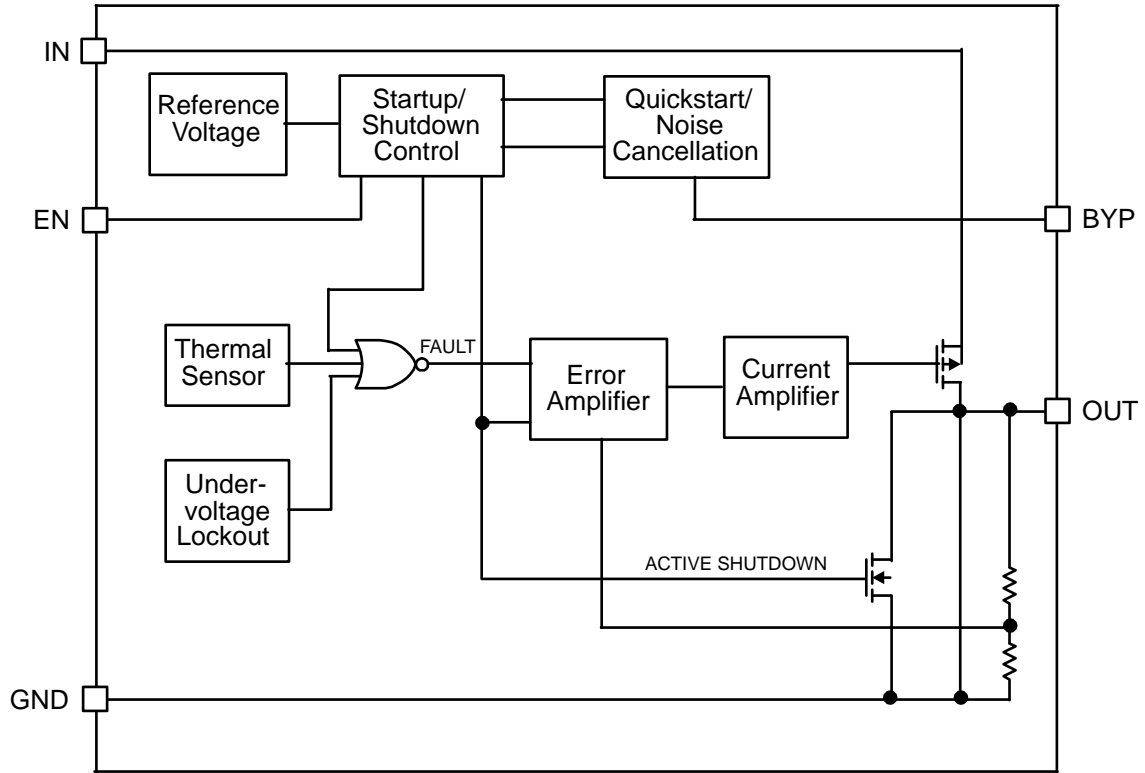 IN
Reference
Voltage
Startup/
Shutdown
Control
Quickstart/
Noise
Cancellation
EN
BYP
Thermal
Sensor
FAULT
Error
Amplifier
Current
Amplifier
OUT
Under-
voltage
Lockout
ACTIVE SHUTDOWN
GND